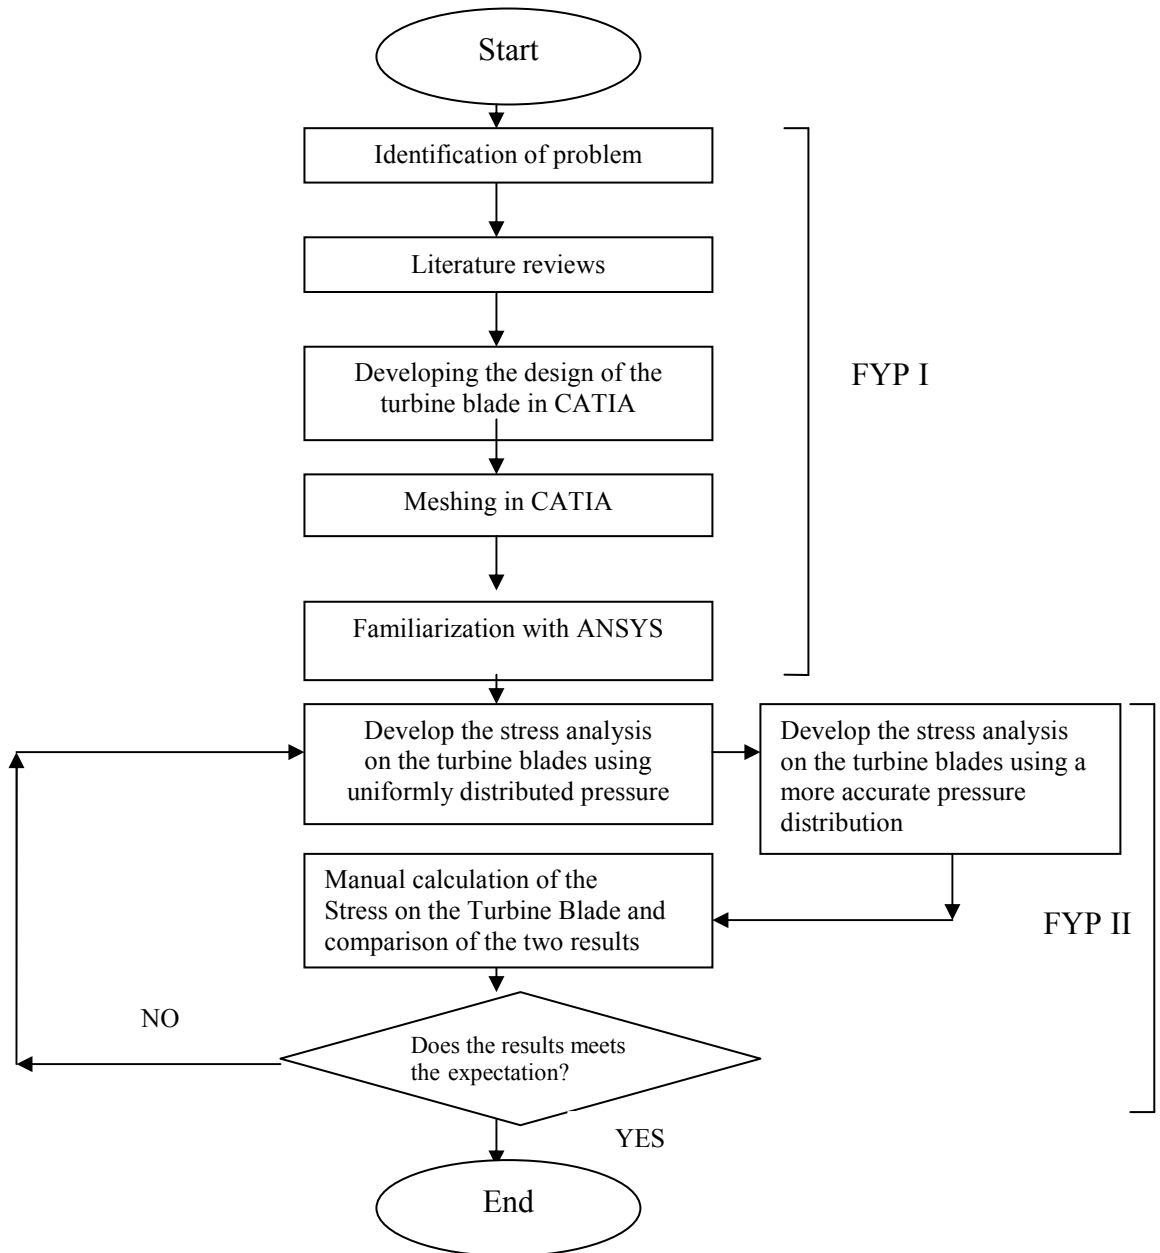 Start
Identification of problem
Literature reviews
Developing the design of the
turbine blade in CATIA
FYP I
Meshing in CATIA
Familiarization with ANSYS
Develop the stress analysis
on the turbine blades using
uniformly distributed pressure
Develop the stress analysis
on the turbine blades using a
more accurate pressure
distribution
Manual calculation of the
Stress on the Turbine Blade and
comparison of the two results
FYP II
NO
Does the results meets
the expectation?
YES
End